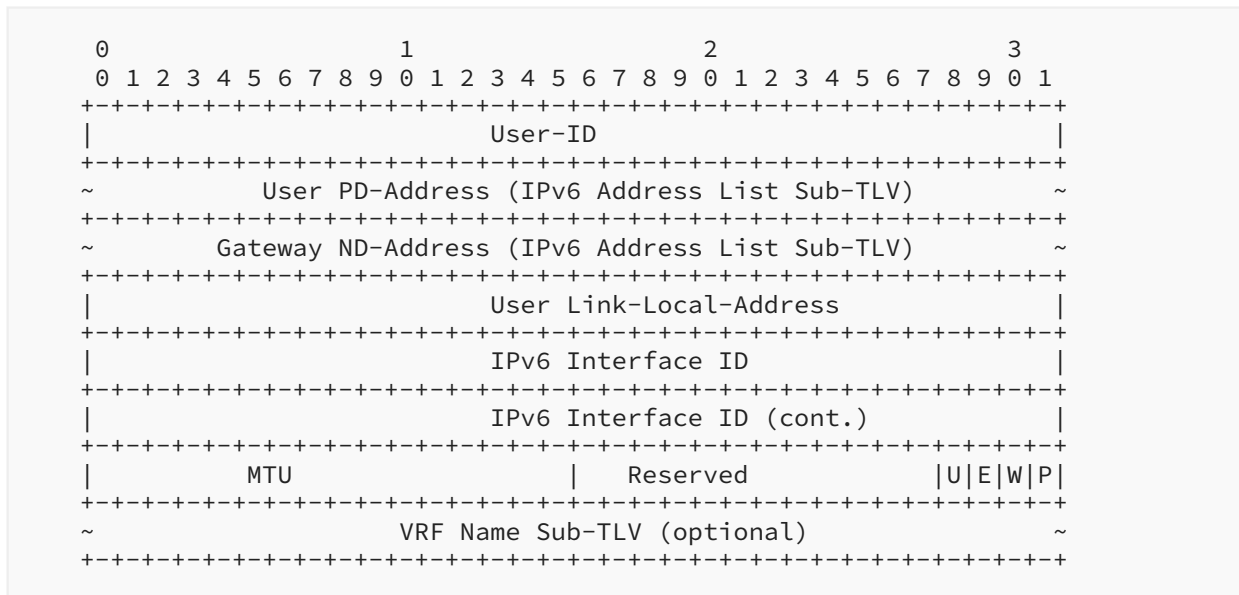 0                   1                   2                   3
0 1 2 3 4 5 6 7 8 9 0 1 2 3 4 5 6 7 8 9 0 1 2 3 4 5 6 7 8 9 0 1
+-+-+-+-+-+-+-+-+-+-+-+-+-+-+-+-+-+-+-+-+-+-+-+-+-+-+-+-+-+-+-+-+
|                          User-ID                              |
+-+-+-+-+-+-+-+-+-+-+-+-+-+-+-+-+-+-+-+-+-+-+-+-+-+-+-+-+-+-+-+-+
~           User PD-Address (IPv6 Address List Sub-TLV)         ~
+-+-+-+-+-+-+-+-+-+-+-+-+-+-+-+-+-+-+-+-+-+-+-+-+-+-+-+-+-+-+-+-+
~        Gateway ND-Address (IPv6 Address List Sub-TLV)         ~
+-+-+-+-+-+-+-+-+-+-+-+-+-+-+-+-+-+-+-+-+-+-+-+-+-+-+-+-+-+-+-+-+
|                          User Link-Local-Address              |
+-+-+-+-+-+-+-+-+-+-+-+-+-+-+-+-+-+-+-+-+-+-+-+-+-+-+-+-+-+-+-+-+
|                          IPv6 Interface ID                    |
+-+-+-+-+-+-+-+-+-+-+-+-+-+-+-+-+-+-+-+-+-+-+-+-+-+-+-+-+-+-+-+-+
|                          IPv6 Interface ID (cont.)            |
+-+-+-+-+-+-+-+-+-+-+-+-+-+-+-+-+-+-+-+-+-+-+-+-+-+-+-+-+-+-+-+-+
|          MTU                  |   Reserved            |U|E|W|P|
+-+-+-+-+-+-+-+-+-+-+-+-+-+-+-+-+-+-+-+-+-+-+-+-+-+-+-+-+-+-+-+-+
~                    VRF Name Sub-TLV (optional)                ~
+-+-+-+-+-+-+-+-+-+-+-+-+-+-+-+-+-+-+-+-+-+-+-+-+-+-+-+-+-+-+-+-+